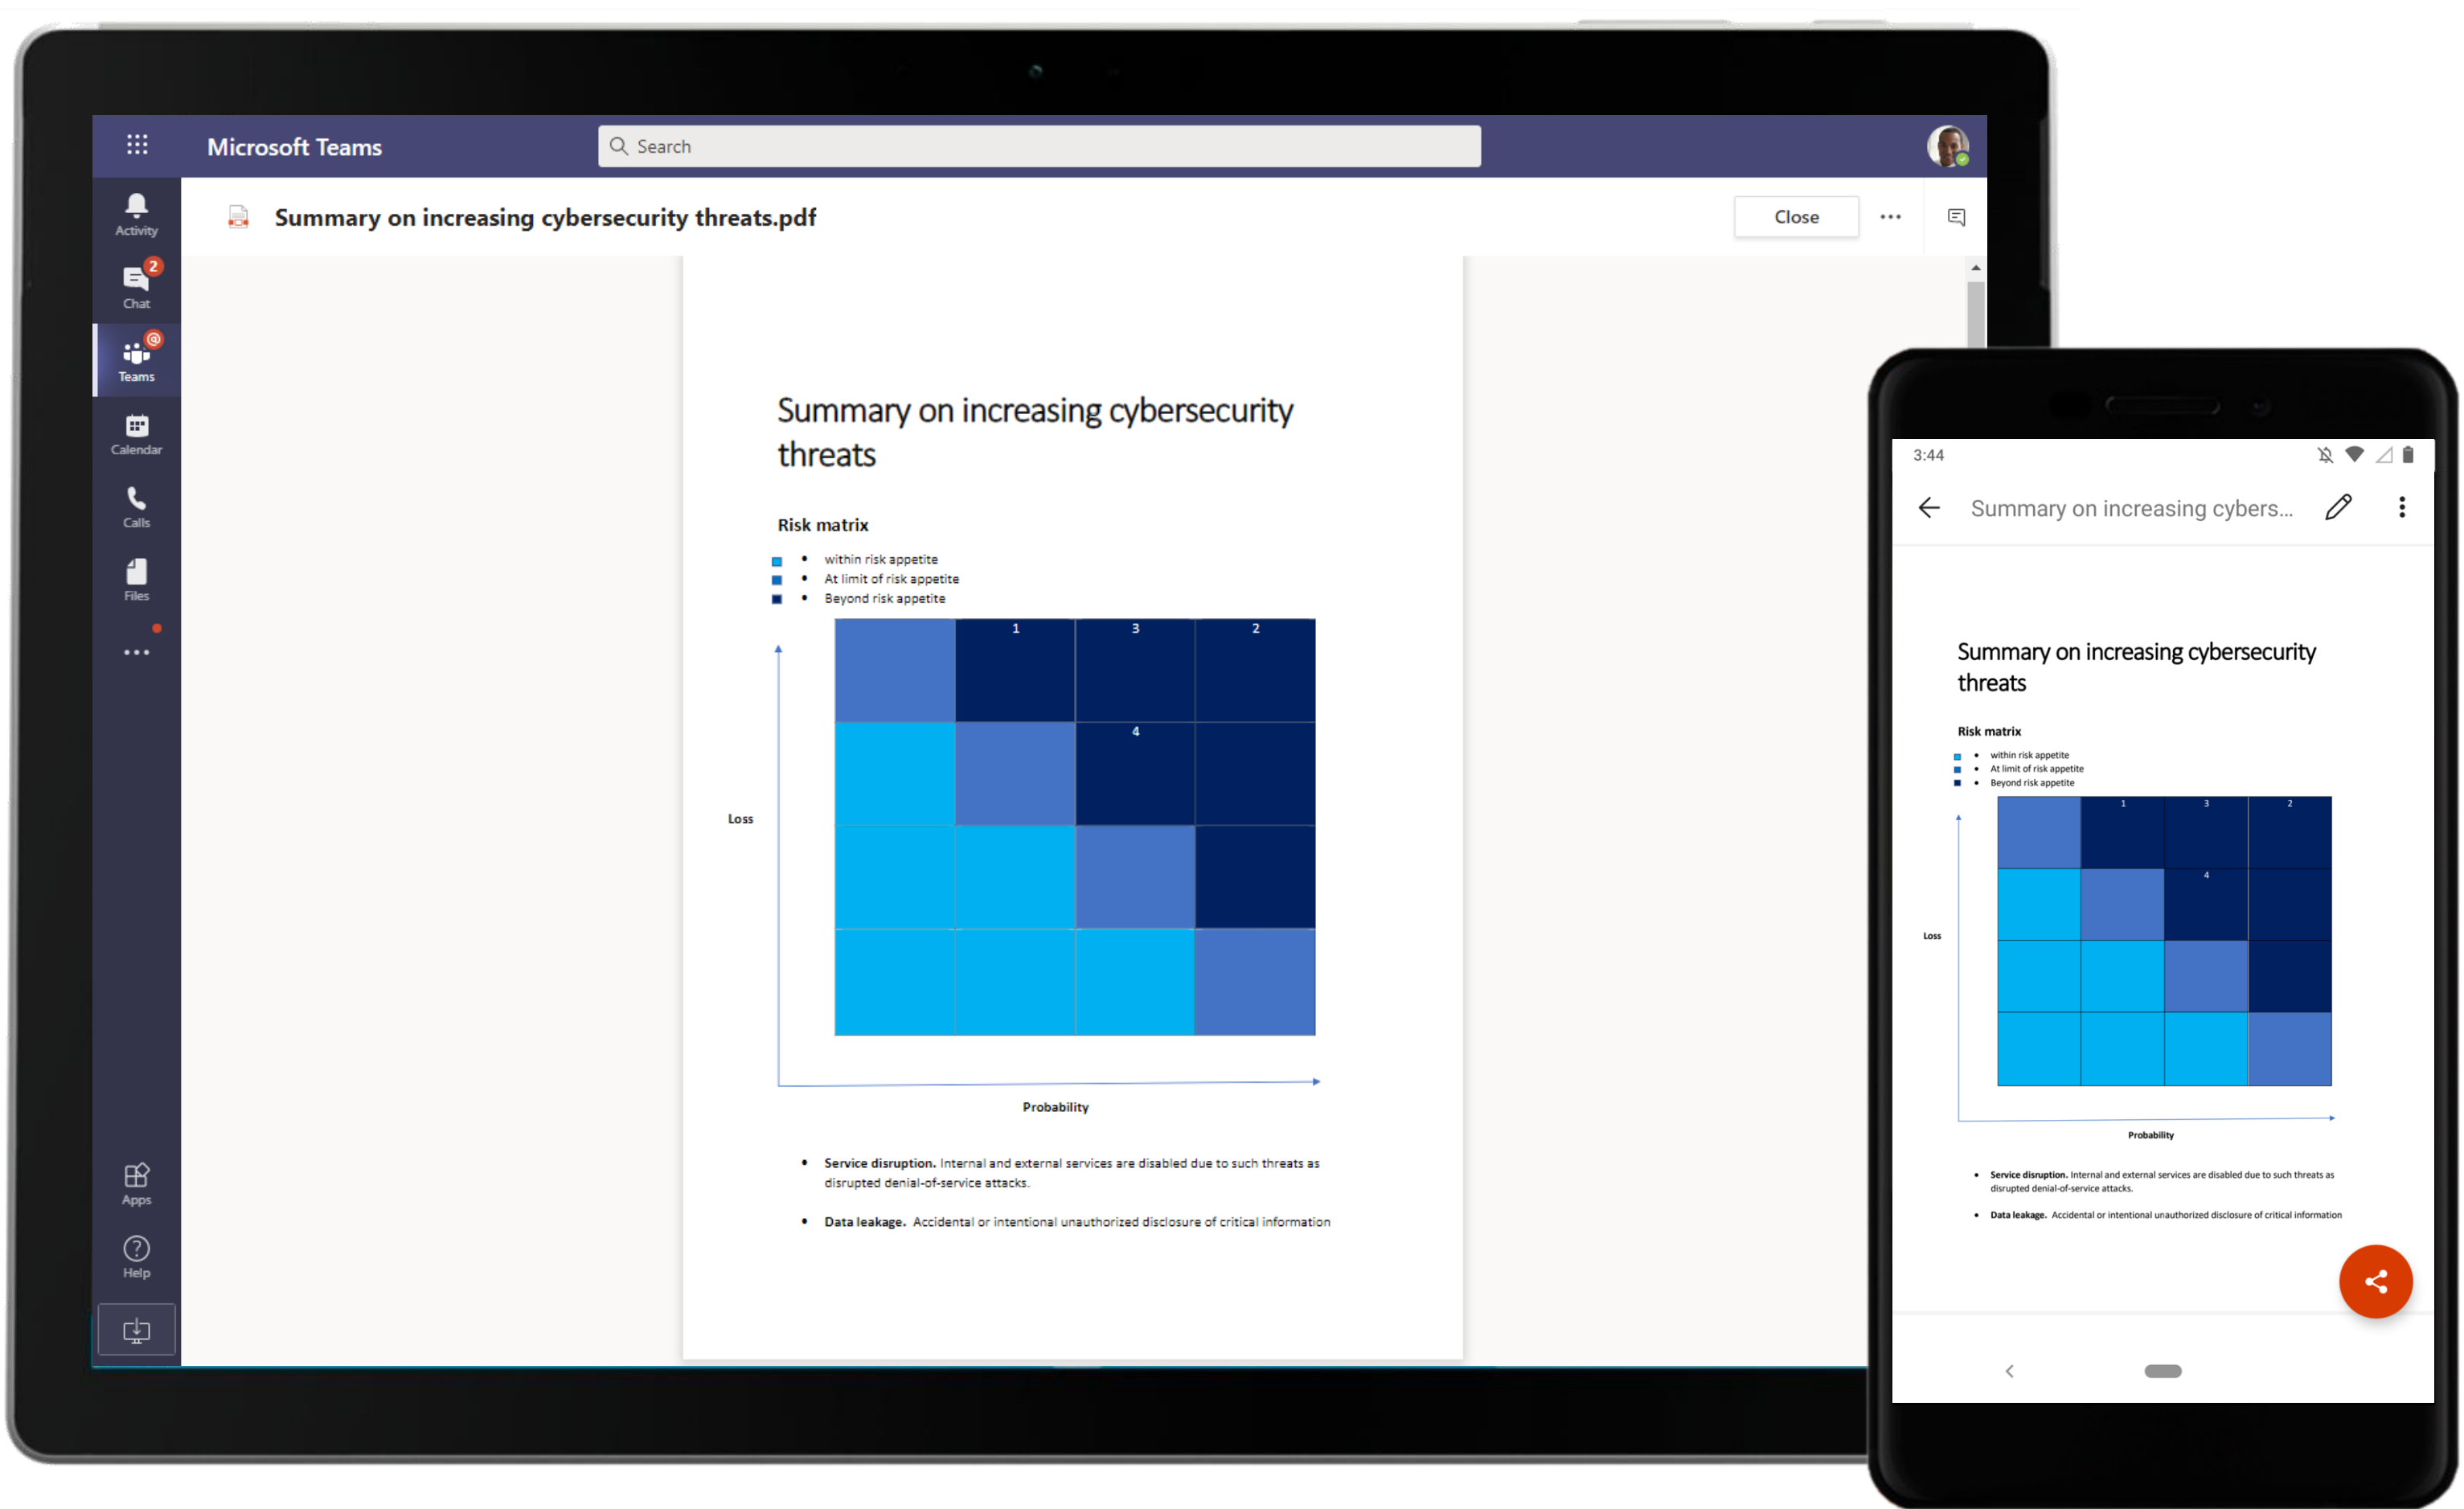 Microsoft Teams
Search
Activity
2
Chat
@
Teams
Calendar
Calls
Files
Apps
Help
Summary on increasing cybersecurity threats.pdf
Close
Summary on increasing cybersecurity
threats
Risk matrix
• within risk appetite
• At limit of risk appetite
• Beyond risk appetite
1 3 2
4
Loss
Probability
• Service disruption. Internal and external services are disabled due to such threats as
disrupted denial-of-service attacks.
• Data leakage. Accidental or intentional unauthorized disclosure of critical information
3:44
Summary on increasing cybers...
Summary on increasing cybersecurity
threats
Risk matrix
• within risk appetite
• At limit of risk appetite
• Beyond risk appetite
1 3 2
4
Loss
Probability
• Service disruption. Internal and external services are disabled due to such threats as
disrupted denial-of-service attacks.
• Data leakage. Accidental or intentional unauthorized disclosure of critical information